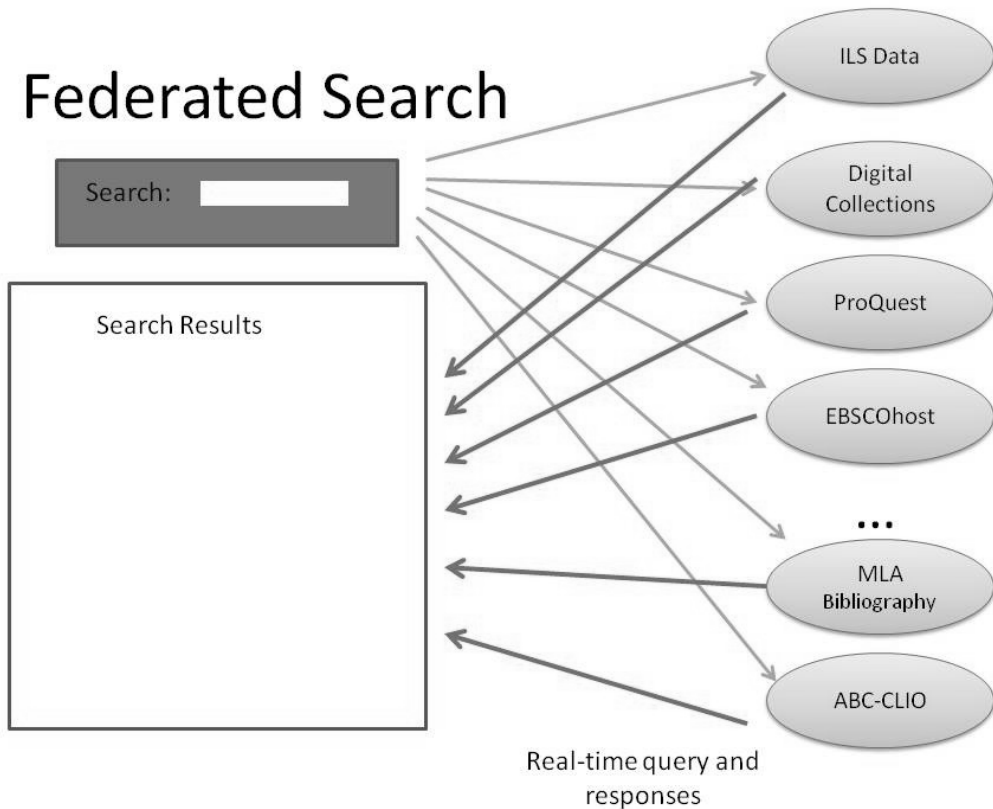 Federated Search
Search:
Search Results
ILS Data
Digital
Collections
ProQuest
EBSCOhost
...
MLA
Bibliography
ABC-CLIO
Real-time query and
responses